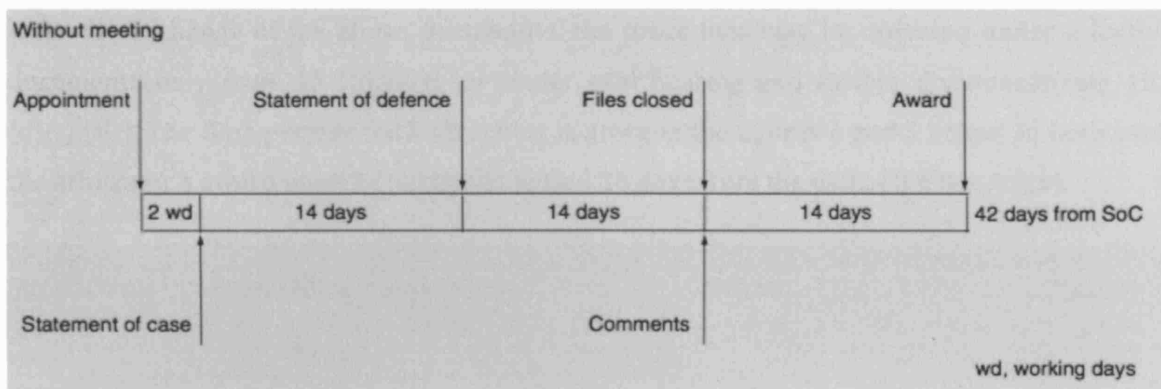 Without meeting
Appointment
Statement of defence
Files closed
Award
2 wd
14 days
14 days
14 days
42 days from SoC
Statement of case
Comments
wd, working days